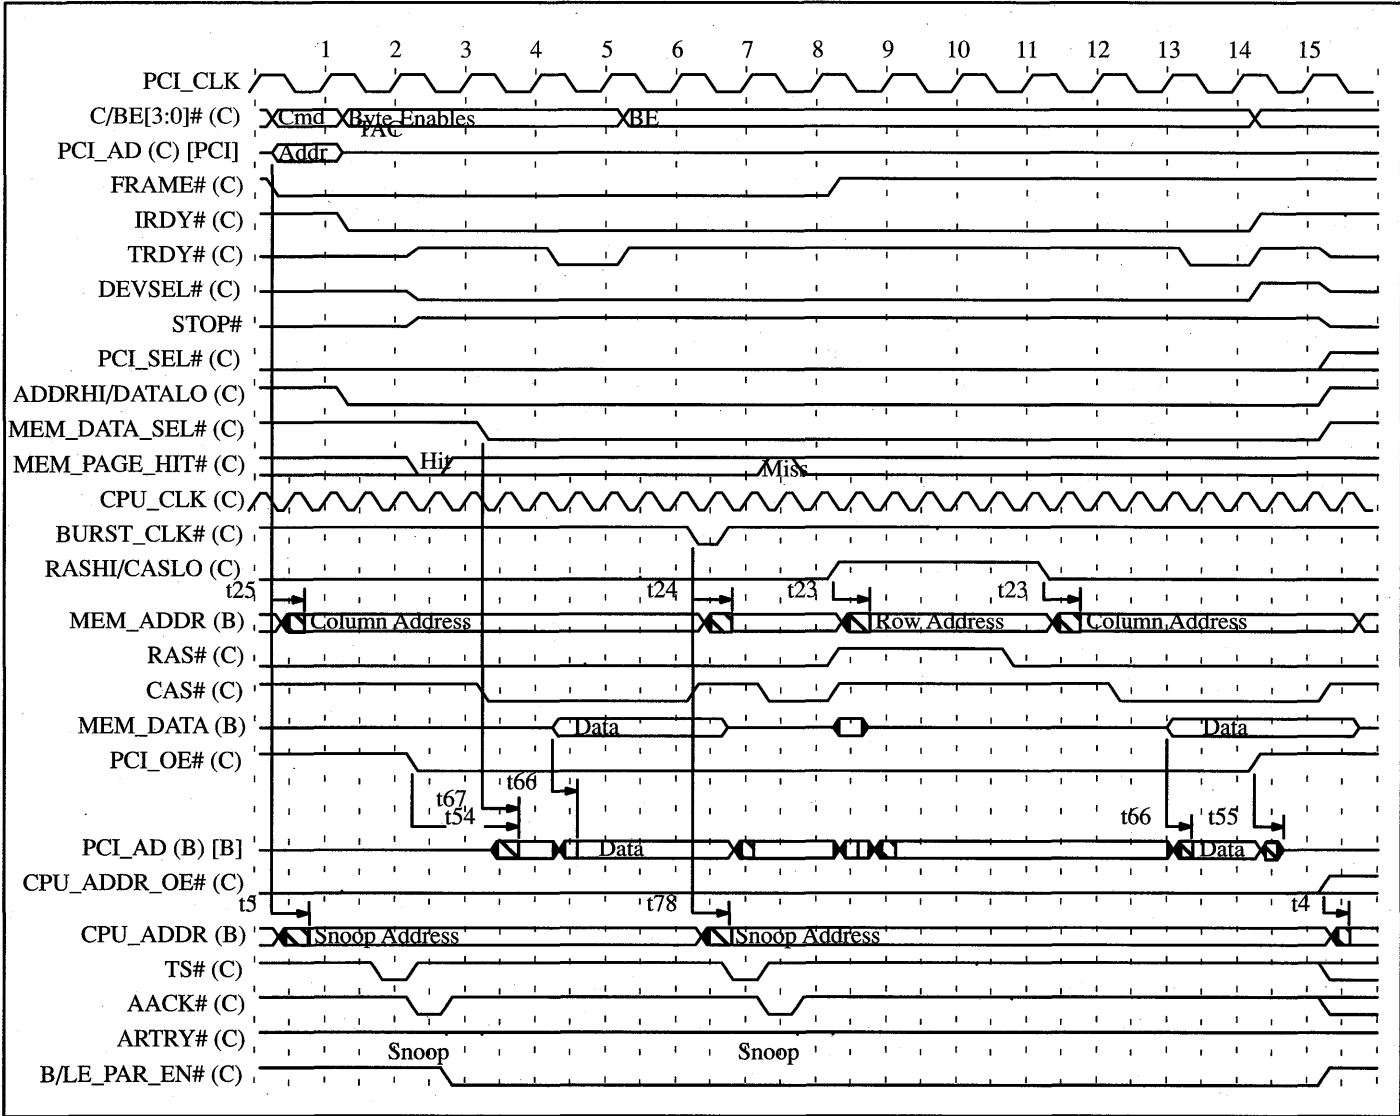 1 2 3 4 5 6 7 8 9 10 11 12 13 14 15
PCI_CLK
C/BE[3:0]# (C) Cmd Byte Enables BE
PAC
PCI_AD (C) [PCI] Addr
FRAME# (C)
IRDY# (C)
TRDY# (C)
DEVSEL# (C)
STOP#
PCI_SEL# (C)
ADDRHI/DATALO (C)
MEM_DATA_SEL# (C)
MEM_PAGE_HIT# (C) Hit Miss
CPU_CLK (C)
BURST_CLK# (C)
RASHI/CASLO (C)
t25 t24 t23 t23
MEM_ADDR (B) Column Address Row Address Column Address
RAS# (C)
CAS# (C)
MEM_DATA (B) Data Data
PCI_OE# (C)
t66
t67
t54 t66 t55
PCI_AD (B) [B] Data Data
CPU_ADDR_OE# (C)
t5 t78 t4
CPU_ADDR (B) Snoop Address Snoop Address
TS# (C)
AACK# (C)
ARTRY# (C)
Snoop Snoop
B/LE_PAR_EN# (C)